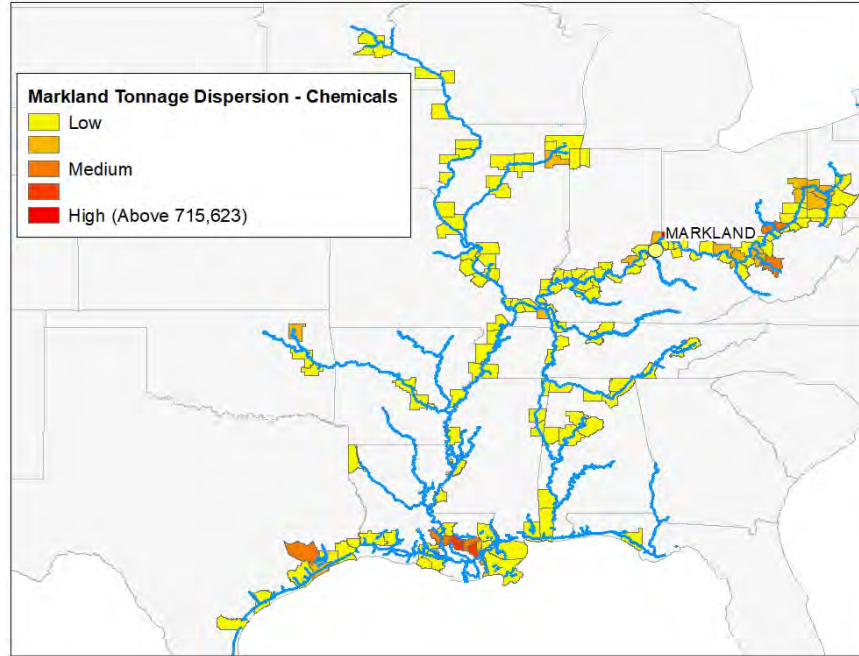 Markland Tonnage Dispersion - Chemicals
Low
Medium
High (Above 715,623)
MARKLAND